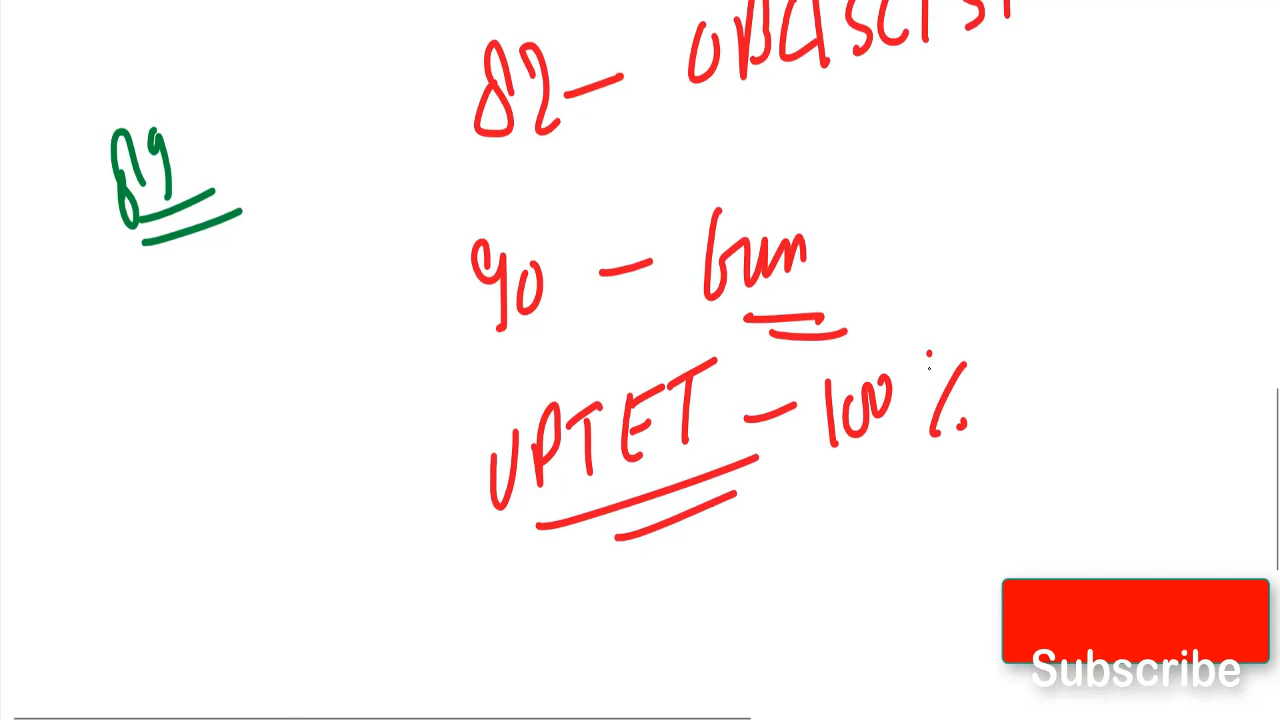 82 - OBC/SC/ST
89
90 - Gen
UPTET - 100 %
Subscribe